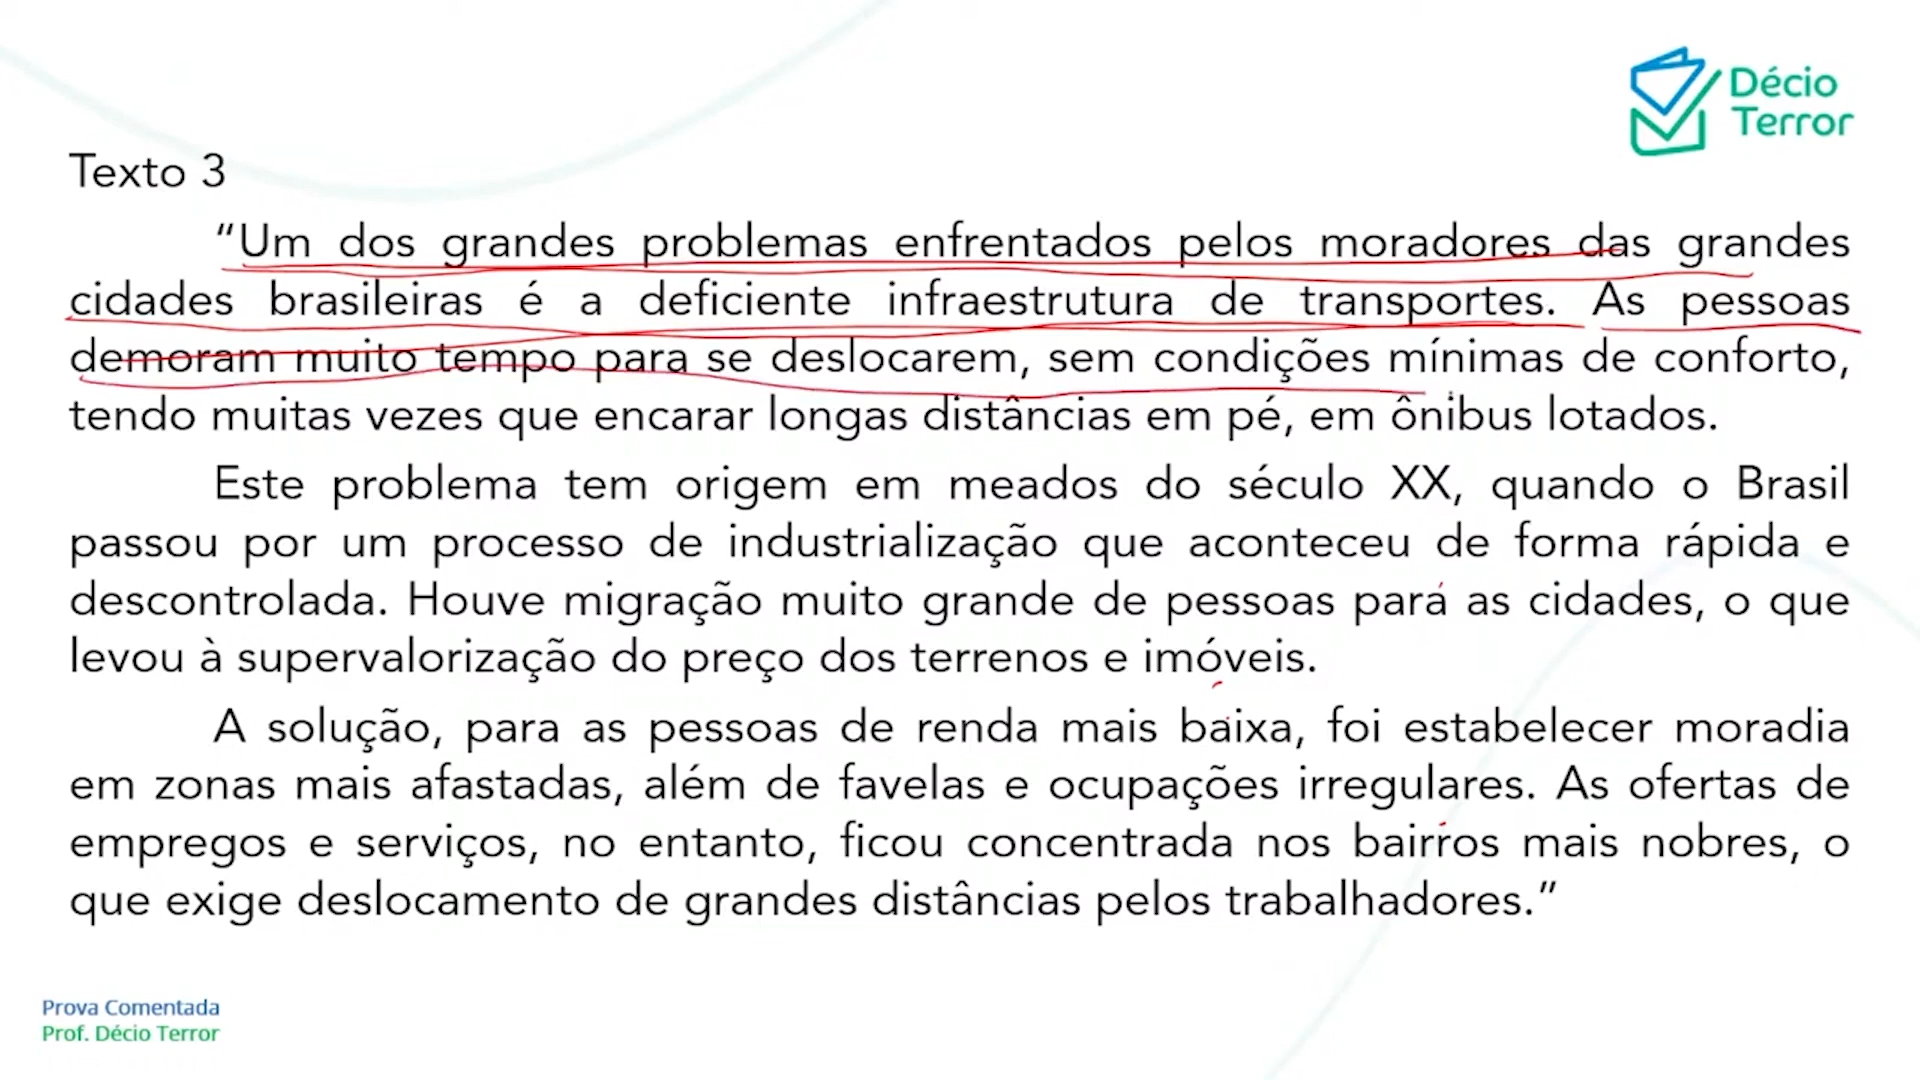 Décio
Terror
Texto 3
“Um dos grandes problemas enfrentados pelos moradores das grandes
cidades brasileiras é a deficiente infraestrutura de transportes. As pessoas
demoram muito tempo para se deslocarem, sem condições mínimas de conforto,
tendo muitas vezes que encarar longas distâncias em pé, em ônibus lotados.
Este problema tem origem em meados do século XX, quando o Brasil
passou por um processo de industrialização que aconteceu de forma rápida e
descontrolada. Houve migração muito grande de pessoas para as cidades, o que
levou à supervalorização do preço dos terrenos e imóveis.
A solução, para as pessoas de renda mais baixa, foi estabelecer moradia
em zonas mais afastadas, além de favelas e ocupações irregulares. As ofertas de
empregos e serviços, no entanto, ficou concentrada nos bairros mais nobres, o
que exige deslocamento de grandes distâncias pelos trabalhadores.”
Prova Comentada
Prof. Décio Terror